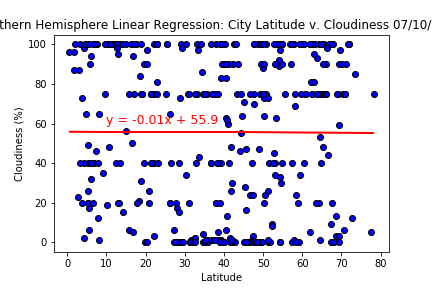 thern Hemisphere Linear Regression: City Latitude v. Cloudiness 07/10/
100
80
60
40
20
0
Cloudiness (%)
y = -0.01x + 55.9
0 10 20 30 40 50 60 70 80
Latitude